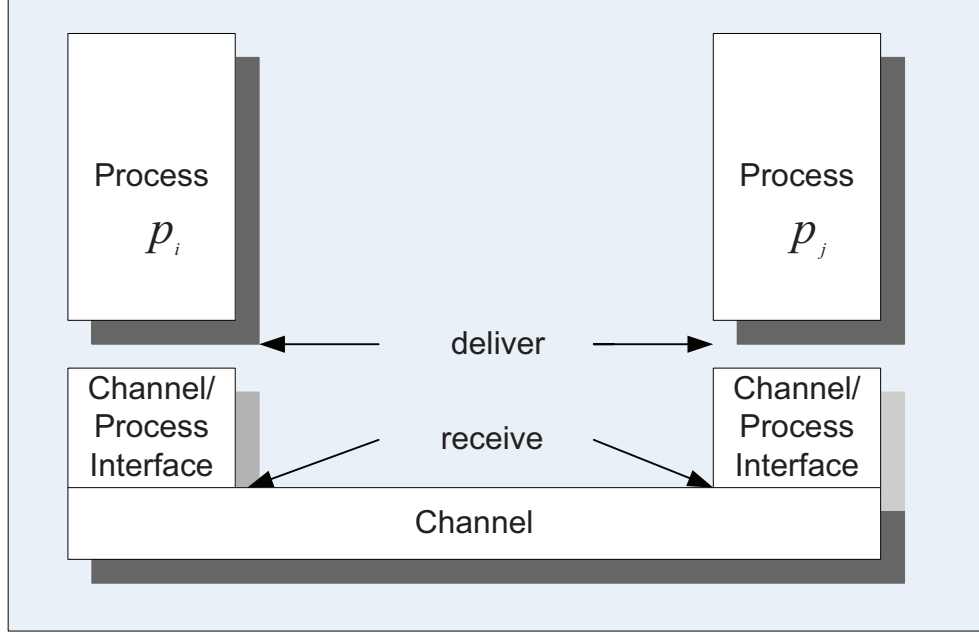 Process
p_i
Process
p_j
deliver
Channel/
Process
Interface
receive
Channel/
Process
Interface
Channel